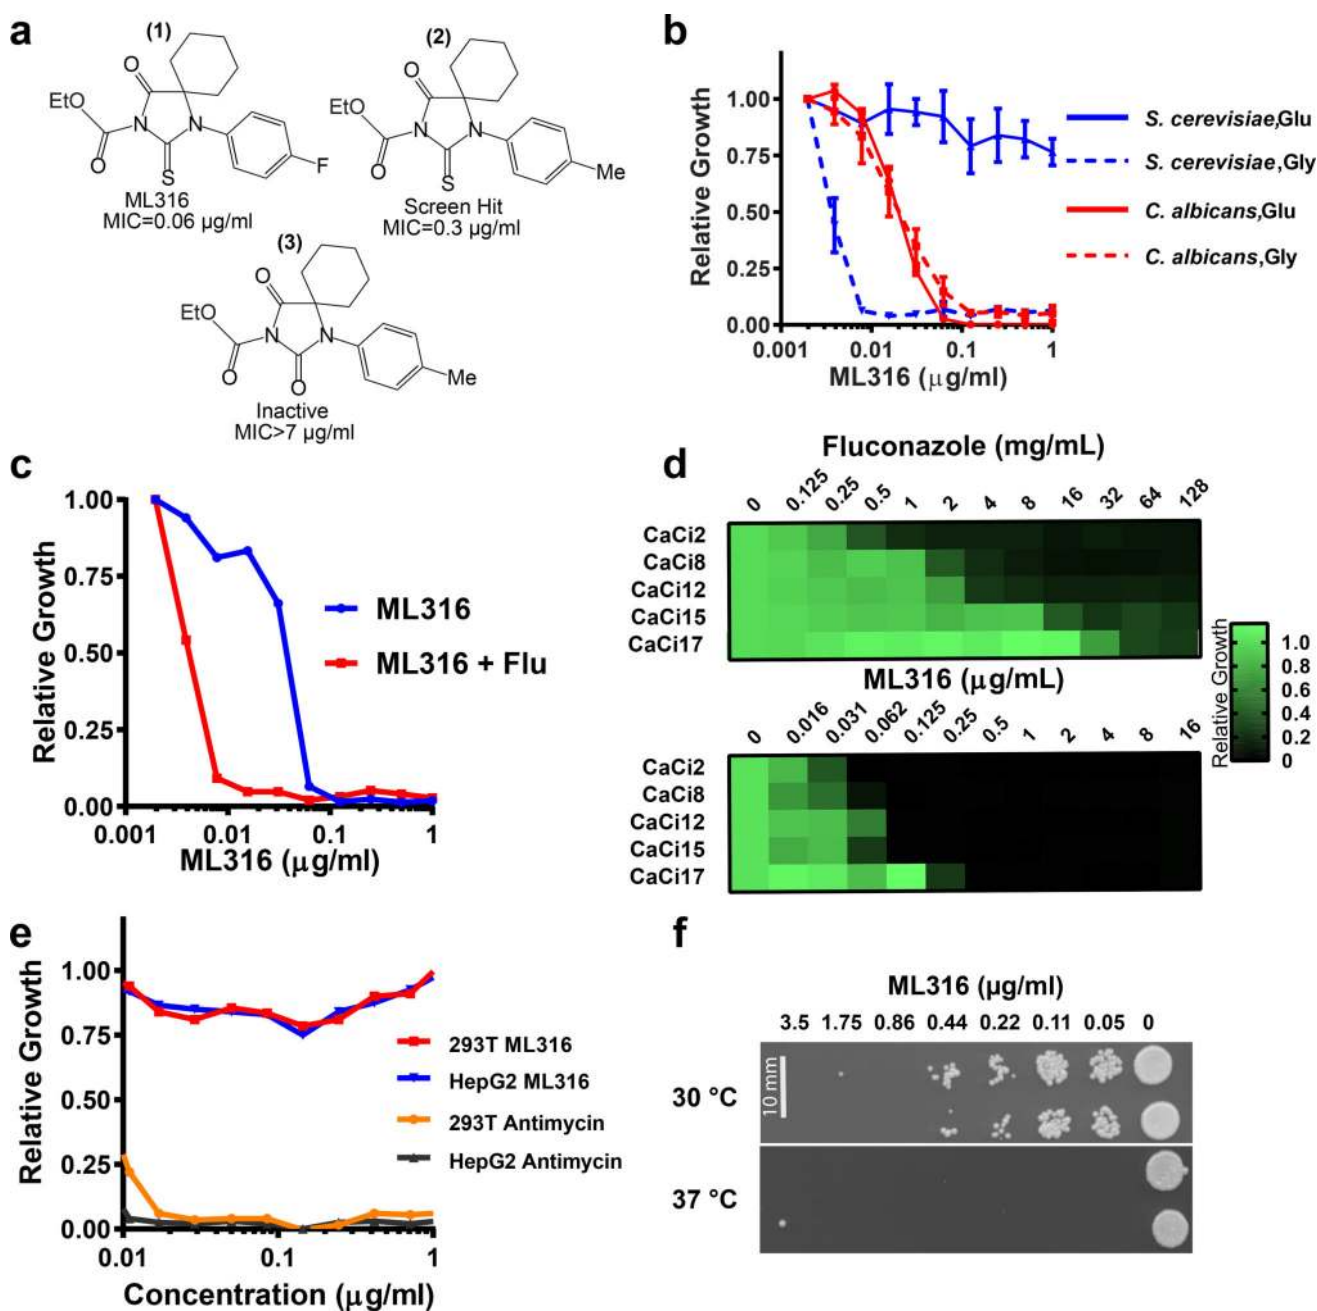 a
(1)
O
EtO
N
N
O
S
F
ML316
MIC=0.06 µg/ml
(2)
O
EtO
N
N
O
S
Me
Screen Hit
MIC=0.3 µg/ml
(3)
O
EtO
N
N
O
O
Me
Inactive
MIC>7 µg/ml
b
Relative Growth
1.00
0.75
0.50
0.25
0.00
0.001
0.01
0.1
1
ML316 (µg/ml)
S. cerevisiae,Glu
S. cerevisiae,Gly
C. albicans,Glu
C. albicans,Gly
c
Relative Growth
1.00
0.75
0.50
0.25
0.00
0.001
0.01
0.1
1
ML316 (µg/ml)
ML316
ML316 + Flu
d
Fluconazole (mg/mL)
0 0.125 0.25 0.5 1 2 4 8 16 32 64 128
CaCi2
CaCi8
CaCi12
CaCi15
CaCi17
ML316 (µg/mL)
0 0.016 0.031 0.062 0.125 0.25 0.5 1 2 4 8 16
CaCi2
CaCi8
CaCi12
CaCi15
CaCi17
Relative Growth
1.0
0.8
0.6
0.4
0.2
0
e
Relative Growth
1.00
0.75
0.50
0.25
0.00
0.01
0.1
1
Concentration (µg/ml)
293T ML316
HepG2 ML316
293T Antimycin
HepG2 Antimycin
f
ML316 (µg/ml)
3.5 1.75 0.86 0.44 0.22 0.11 0.05 0
30 °C
10 mm
37 °C